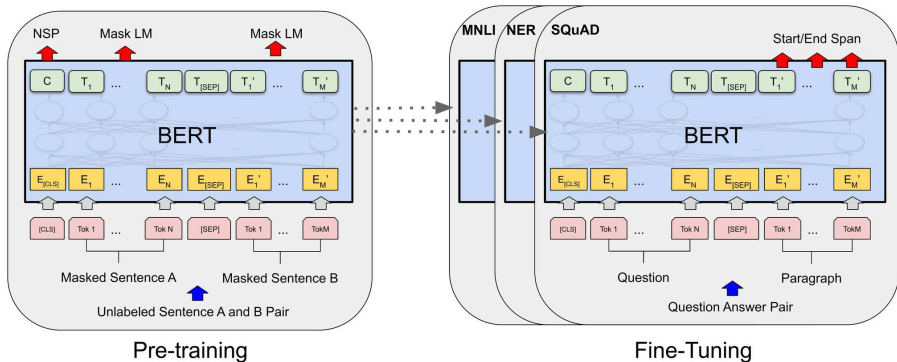 NSP Mask LM Mask LM
C T1 ... TN T[SEP] T1' ... TM'
BERT
E[CLS] E1 ... EN E[SEP] E1' ... EM'
[CLS] Tok 1 ... Tok N [SEP] Tok 1 ... TokM
Masked Sentence A Masked Sentence B
Unlabeled Sentence A and B Pair
Pre-training
MNLI NER SQuAD
Start/End Span
C T1 ... TN T[SEP] T1' ... TM'
BERT
E[CLS] E1 ... EN E[SEP] E1' ... EM'
[CLS] Tok 1 ... Tok N [SEP] Tok 1 ... TokM
Question Paragraph
Question Answer Pair
Fine-Tuning